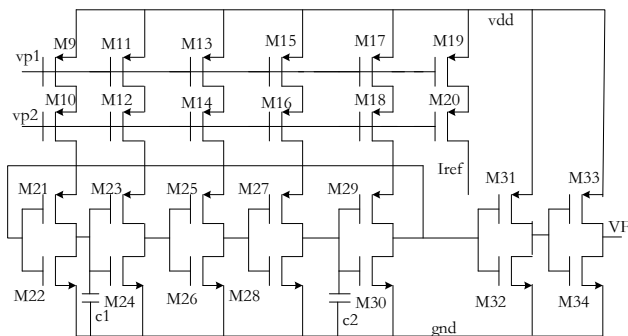 vdd
M9 M11 M13 M15 M17 M19
vp1
M10 M12 M14 M16 M18 M20
vp2
Iref
M31 M33
M21 M23 M25 M27 M29
VF
M22 M24 M26 M28 M30 M32 M34
c1 c2
gnd